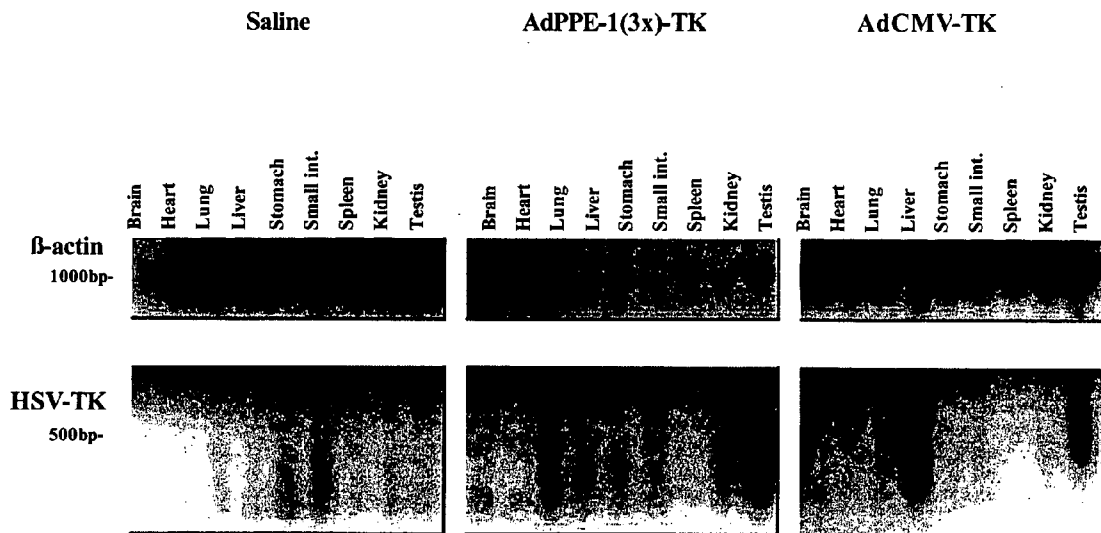 Saline AdPPE-1(3x)-TK AdCMV-TK
Brain Heart Lung Liver Stomach Small int. Spleen Kidney Testis
Brain Heart Lung Liver Stomach Small int. Spleen Kidney Testis
Brain Heart Lung Liver Stomach Small int. Spleen Kidney Testis
ß-actin
1000bp-
HSV-TK
500bp-